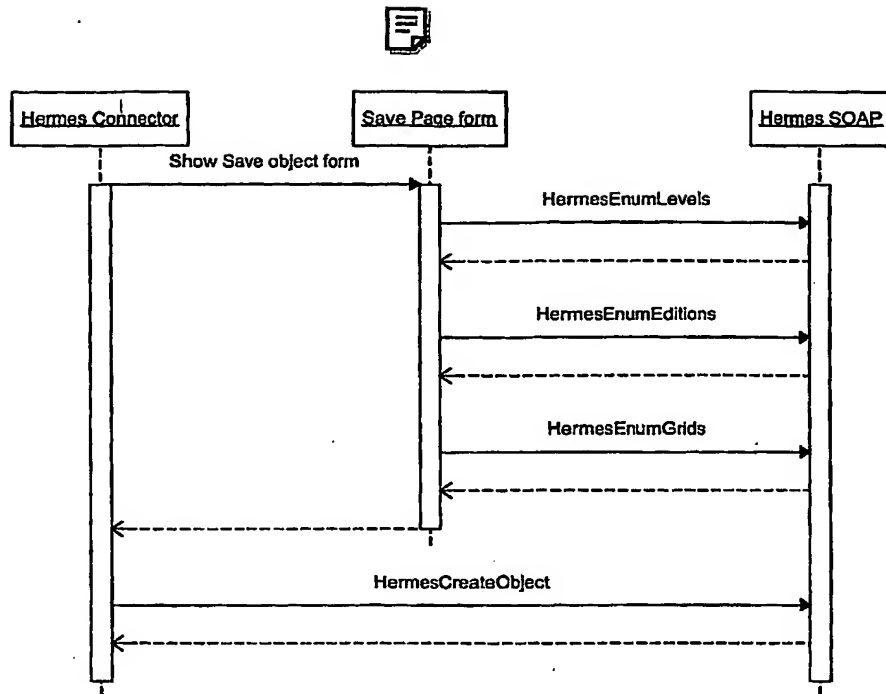 Hermes Connector
Save Page form
Hermes SOAP
Show Save object form
HermesEnumLevels
HermesEnumEditions
HermesEnumGrids
HermesCreateObject